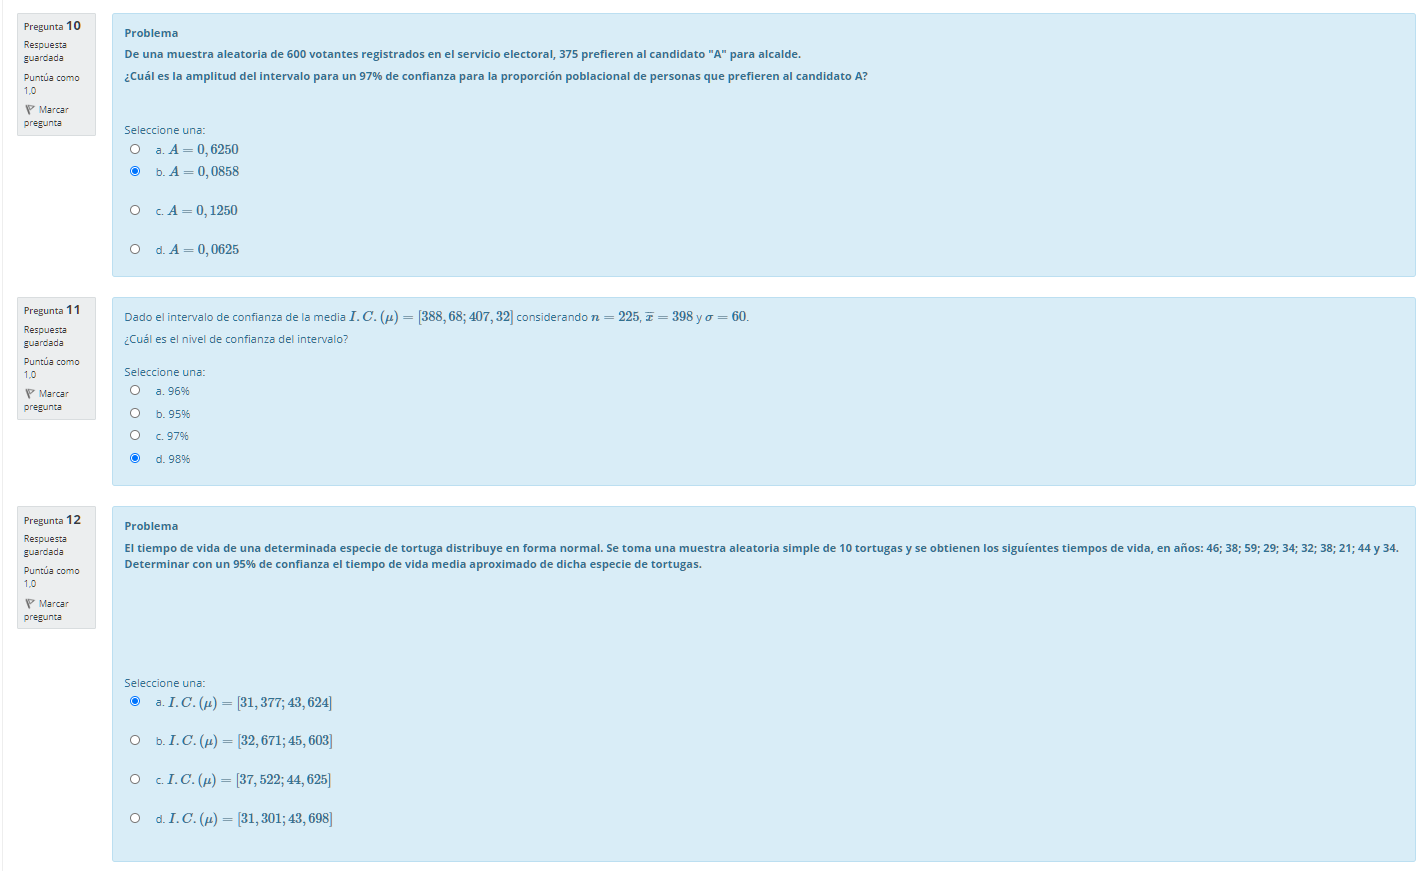 Pregunta 10
Respuesta
guardada
Puntúa como
1,0
Marcar
pregunta
Problema
De una muestra aleatoria de 600 votantes registrados en el servicio electoral, 375 prefieren al candidato "A" para alcalde.
¿Cuál es la amplitud del intervalo para un 97% de confianza para la proporción poblacional de personas que prefieren al candidato A?
Seleccione una:
a. A = 0,6250
b. A = 0,0858
c. A = 0,1250
d. A = 0,0625
Pregunta 11
Respuesta
guardada
Puntúa como
1,0
Marcar
pregunta
Dado el intervalo de confianza de la media I.C.(μ) = [388,68; 407,32] considerando n = 225, x̅ = 398 y σ = 60.
¿Cuál es el nivel de confianza del intervalo?
Seleccione una:
a. 96%
b. 95%
c. 97%
d. 98%
Pregunta 12
Respuesta
guardada
Puntúa como
1,0
Marcar
pregunta
Problema
El tiempo de vida de una determinada especie de tortuga distribuye en forma normal. Se toma una muestra aleatoria simple de 10 tortugas y se obtienen los siguíentes tiempos de vida, en años: 46; 38; 59; 29; 34; 32; 38; 21; 44 y 34.
Determinar con un 95% de confianza el tiempo de vida media aproximado de dicha especie de tortugas.
Seleccione una:
a. I.C.(μ) = [31,377; 43,624]
b. I.C.(μ) = [32,671; 45,603]
c. I.C.(μ) = [37,522; 44,625]
d. I.C.(μ) = [31,301; 43,698]